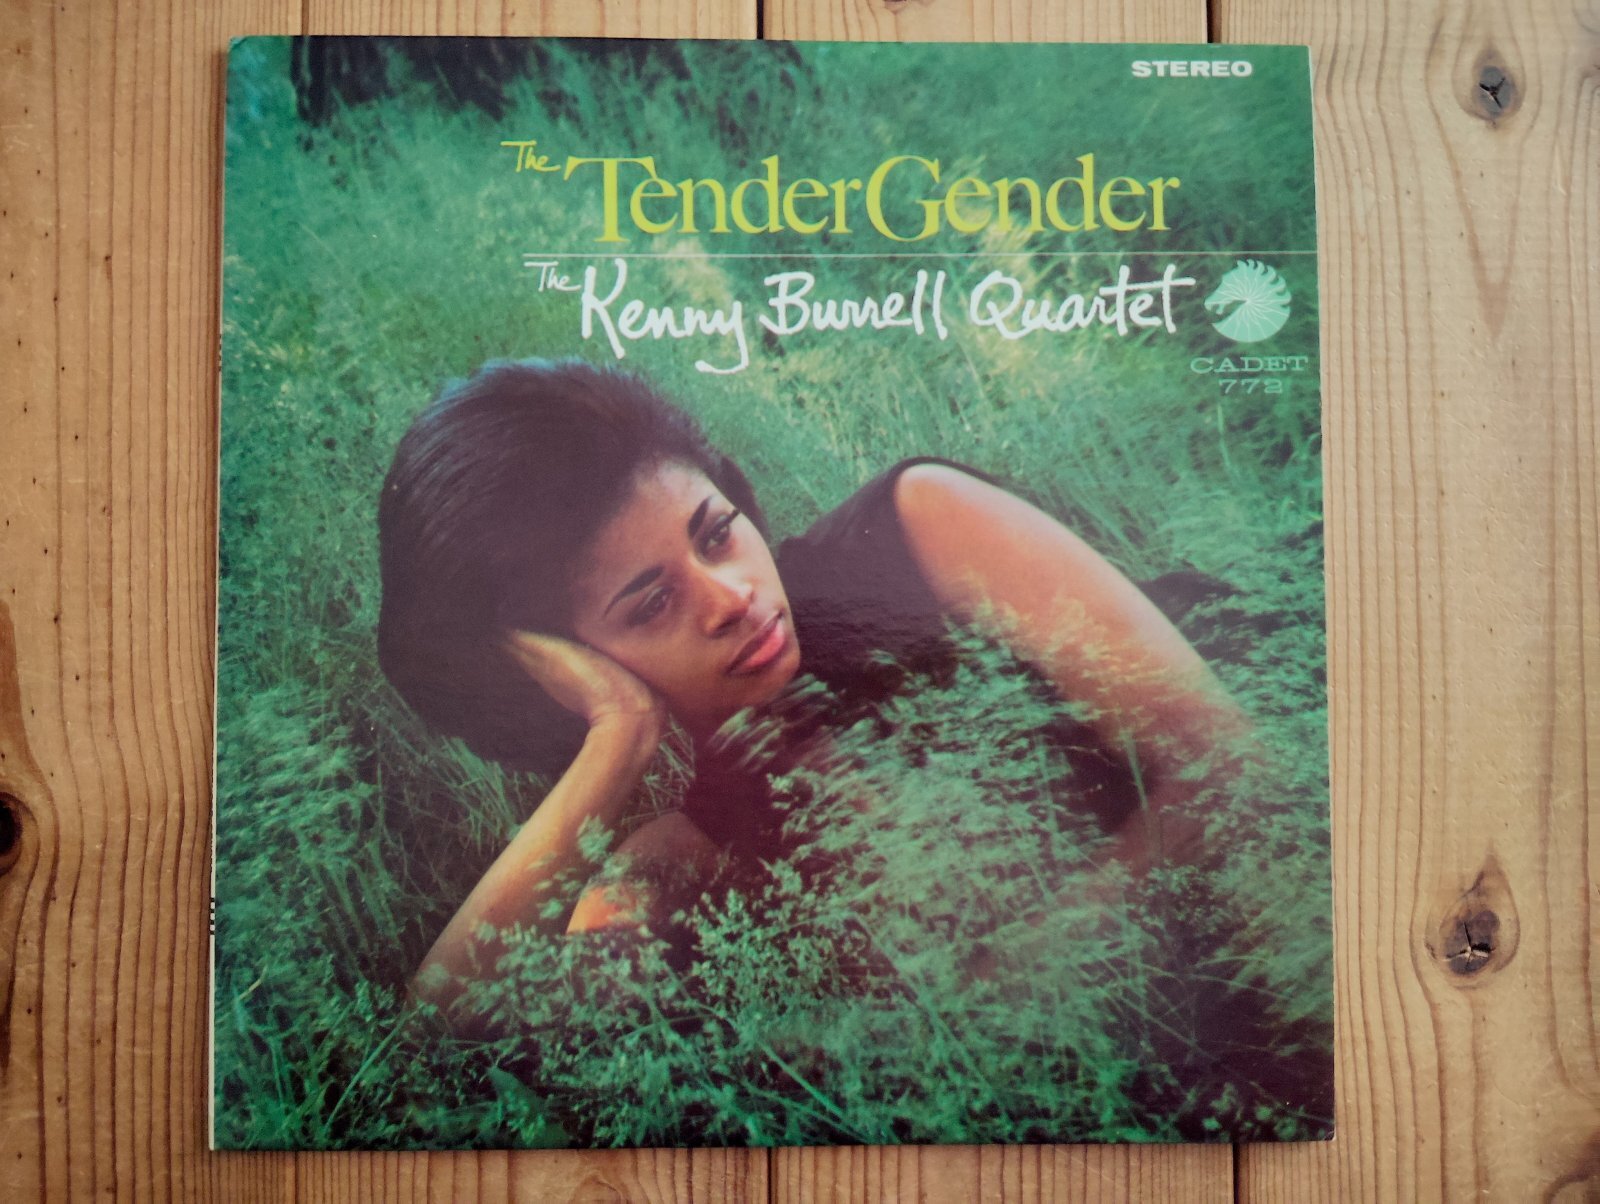 STEREO
The Tender Gender
The Kenny Burrell Quartet
CADET
772